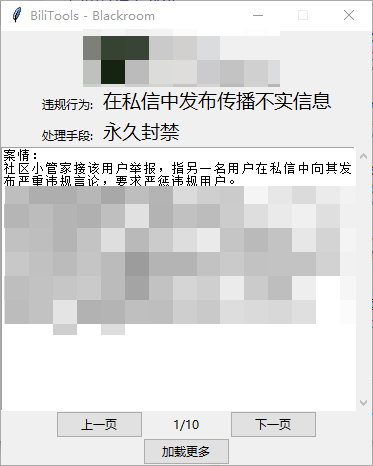 BiliTools - Blackroom
违规行为: 在私信中发布传播不实信息
处理手段: 永久封禁
案情：
社区小管家接该用户举报，指另一名用户在私信中向其发
布严重违规言论，要求严惩违规用户。
上一页 1/10 下一页
加载更多